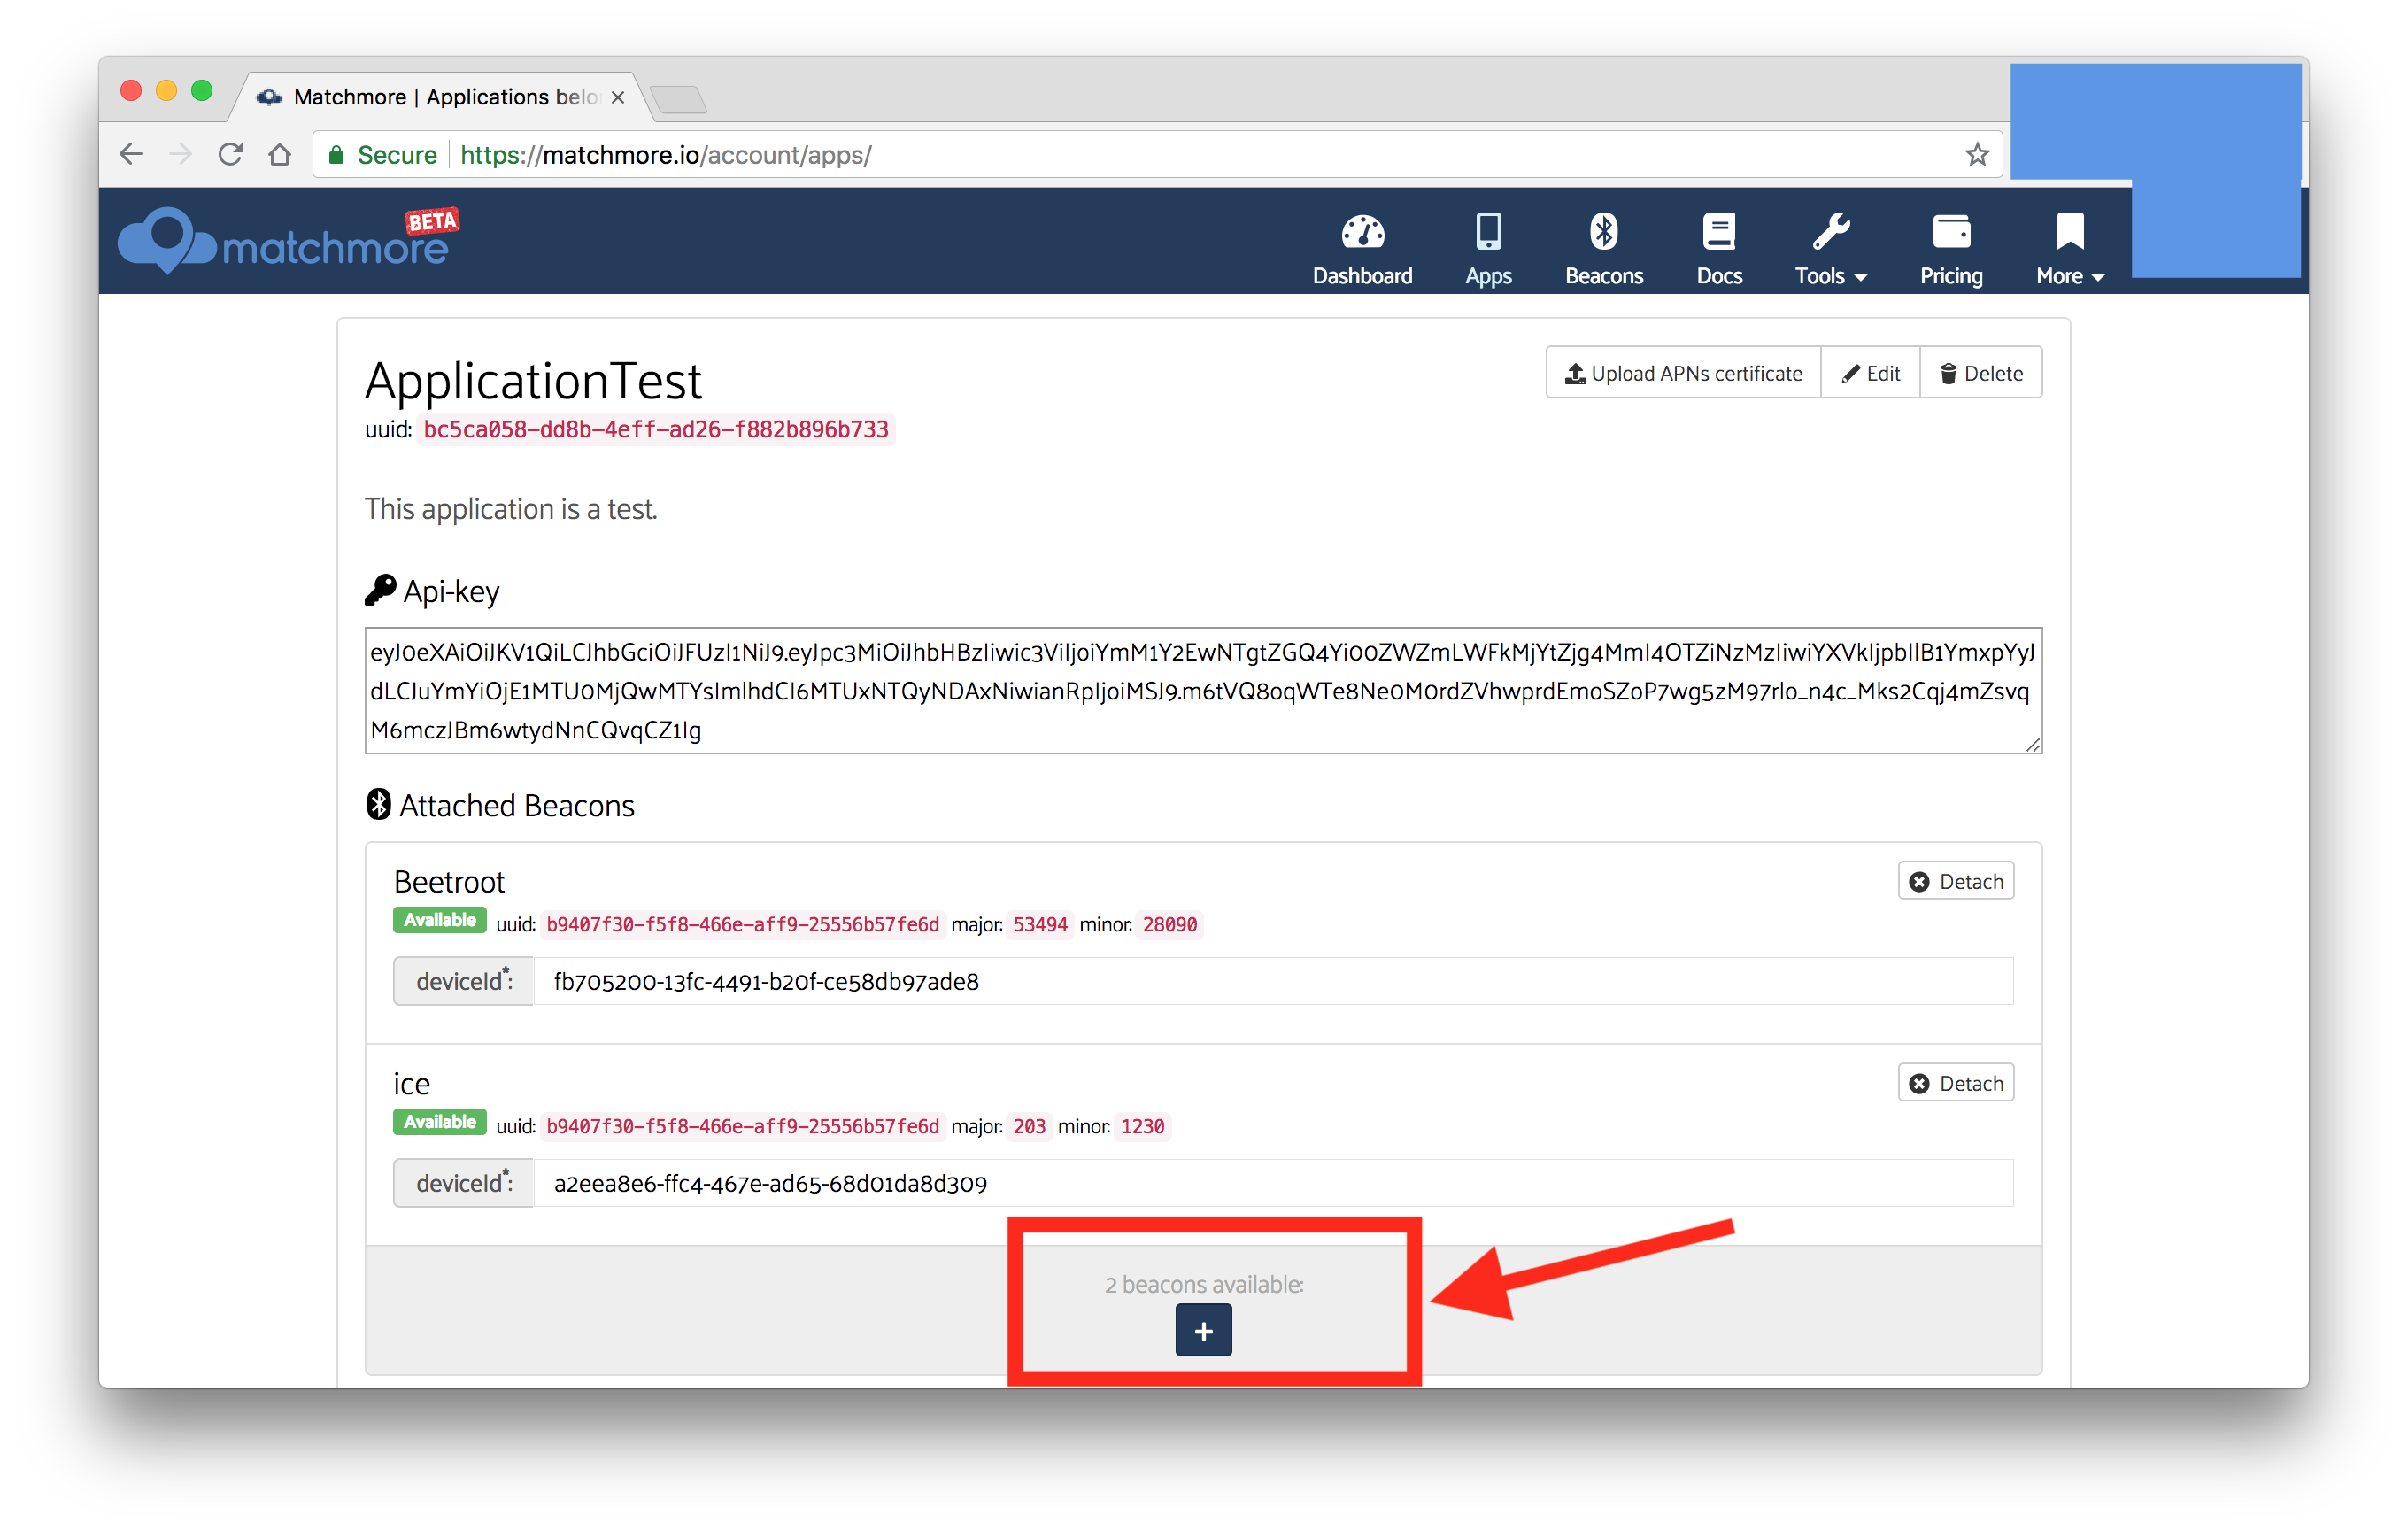 Matchmore | Applications belo
Secure https://matchmore.io/account/apps/
matchmore BETA
Dashboard Apps Beacons Docs Tools Pricing More
ApplicationTest
Upload APNs certificate Edit Delete
uuid: bc5ca058-dd8b-4eff-ad26-f882b896b733
This application is a test.
Api-key
eyJ0eXAiOiJKV1QiLCJhbGciOiJFUzI1NiJ9.eyJpc3MiOiJhbHBzIiwic3ViIjoiYmM1Y2EwNTgtZGQ4Yi00ZWZmLWFkMjYtZjg4MmI4OTZiNzMzIiwiYXVkIjpbIlB1YmxpYyJ
dLCJuYmYiOjE1MTU0MjQwMTYsImlhdCI6MTUxNTQyNDAxNiwianRpIjoiMSJ9.m6tVQ8oqWTe8Ne0M0rdZVhwprdEmoSZoP7wg5zM97rlo_n4c_Mks2Cqj4mZsvq
M6mczJBm6wtydNnCQvqCZ1Ig
Attached Beacons
Beetroot
Detach
Available uuid: b9407f30-f5f8-466e-aff9-25556b57fe6d major: 53494 minor: 28090
deviceId*: fb705200-13fc-4491-b20f-ce58db97ade8
ice
Detach
Available uuid: b9407f30-f5f8-466e-aff9-25556b57fe6d major: 203 minor: 1230
deviceId*: a2eea8e6-ffc4-467e-ad65-68d01da8d309
2 beacons available:
+